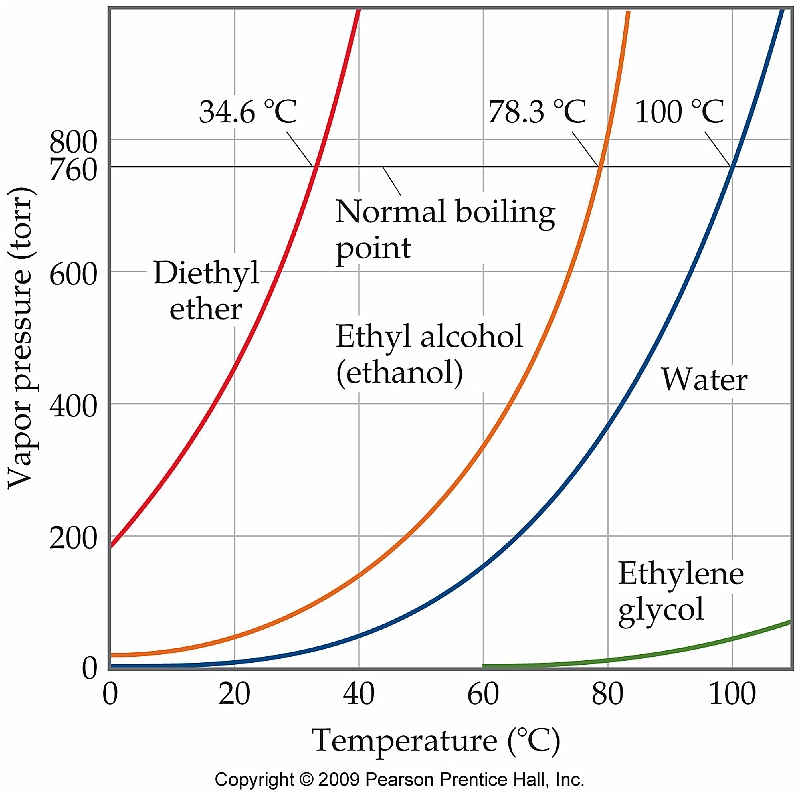 34.6 °C
78.3 °C
100 °C
800
760
Normal boiling
point
Diethyl
ether
600
Ethyl alcohol
(ethanol)
Water
400
Vapor pressure (torr)
200
Ethylene
glycol
0
0 20 40 60 80 100
Temperature (°C)
Copyright © 2009 Pearson Prentice Hall, Inc.